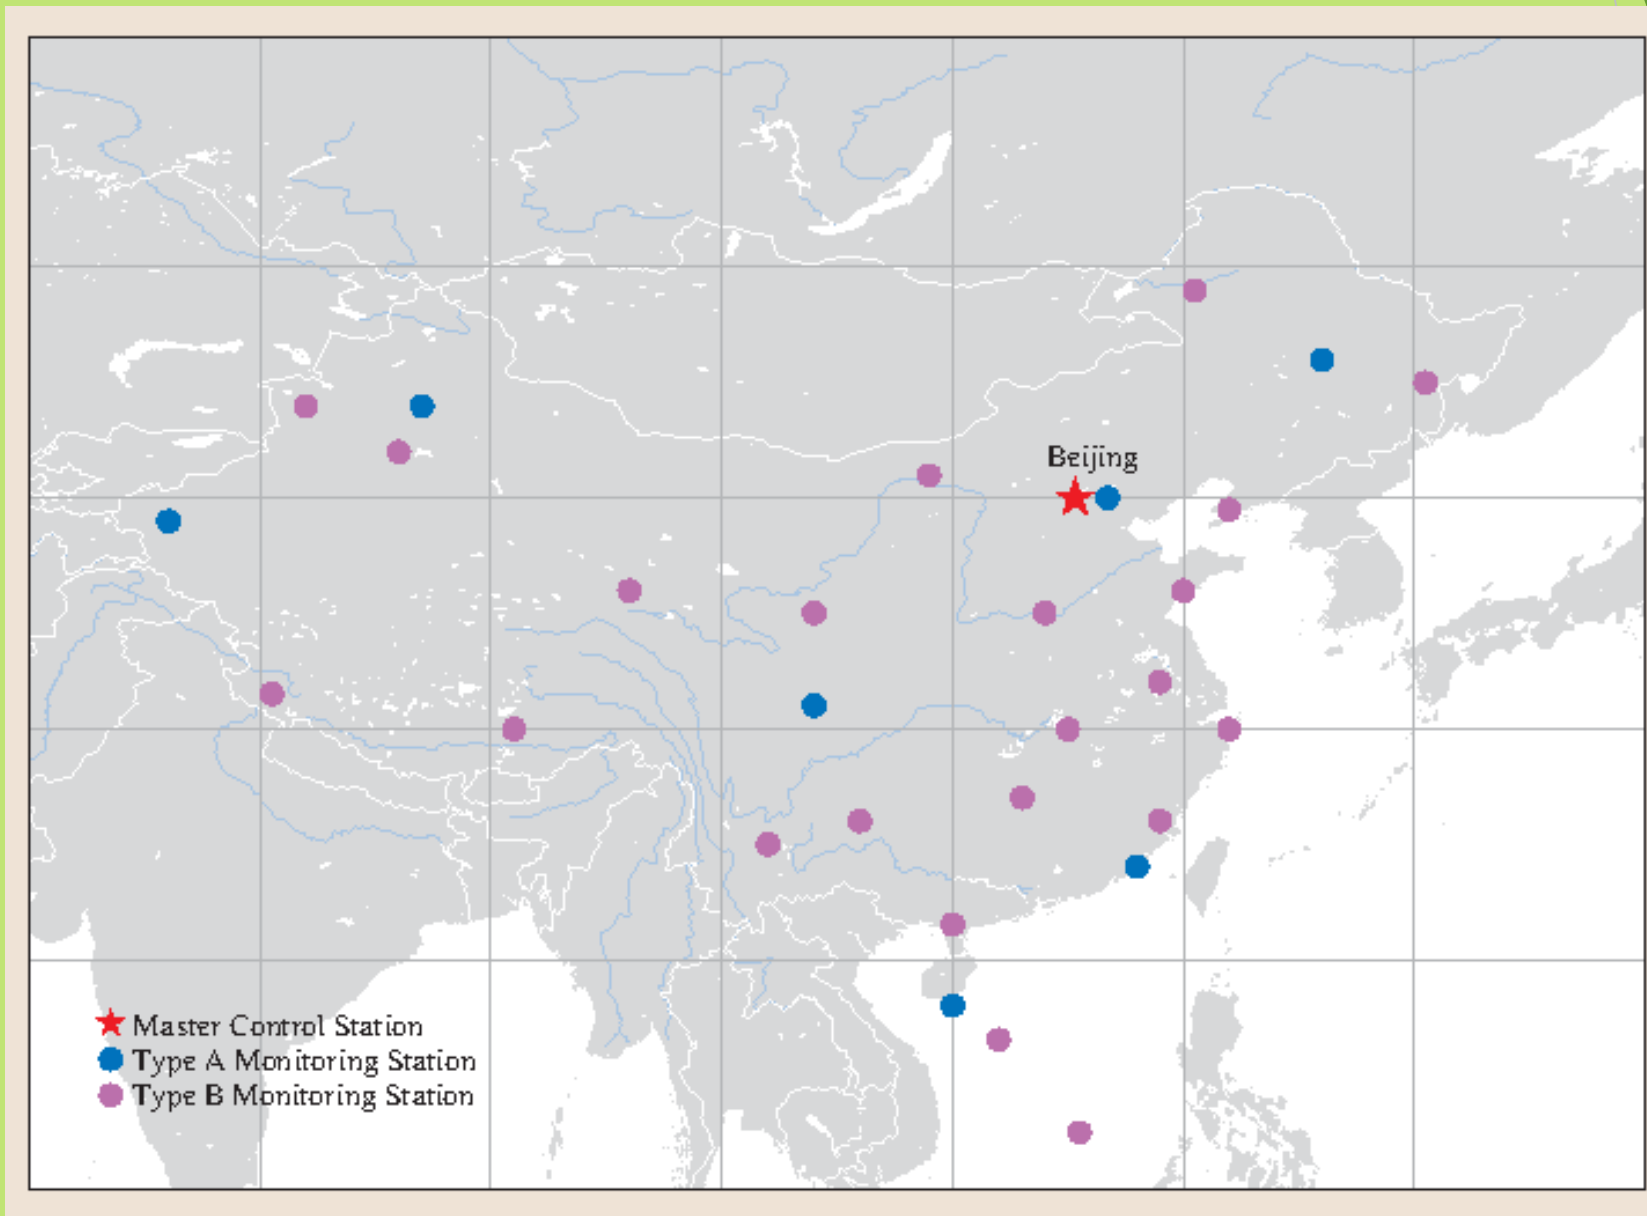 Beijing
Master Control Station
Type A Monitoring Station
Type B Monitoring Station